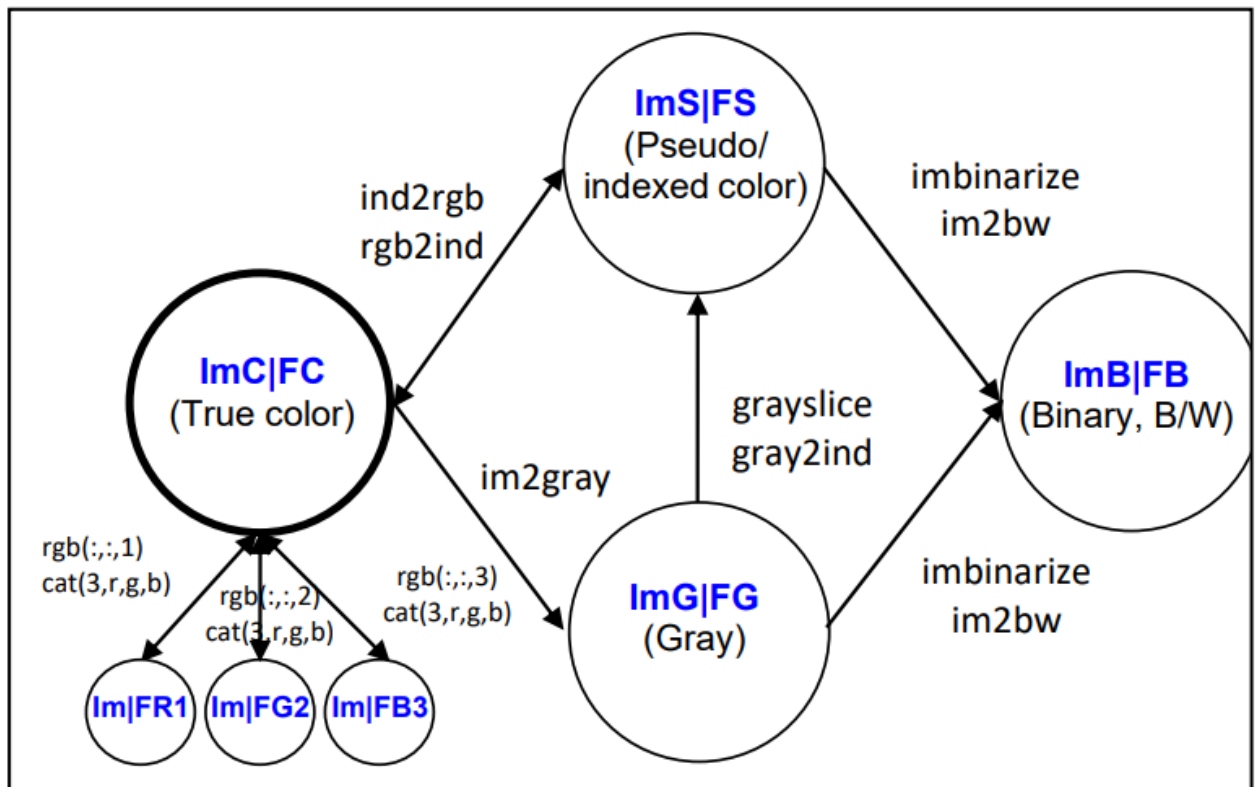 ImS|FS
(Pseudo/
indexed color)
ind2rgb
rgb2ind
imbinarize
im2bw
ImC|FC
(True color)
ImB|FB
(Binary, B/W)
grayslice
gray2ind
im2gray
rgb(:,:,1)
cat(3,r,g,b)
rgb(:,:,2)
cat(3,r,g,b)
rgb(:,:,3)
cat(3,r,g,b)
ImG|FG
(Gray)
imbinarize
im2bw
Im|FR1
Im|FG2
Im|FB3